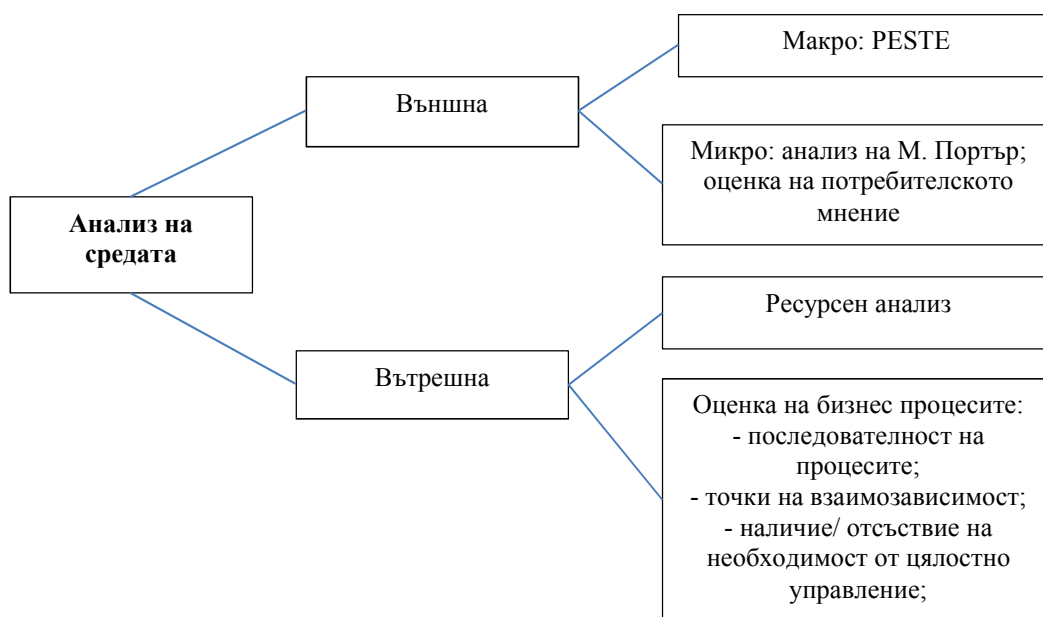 Макро: PESTE
Външна
Микро: анализ на М. Портър;
оценка на потребителското
мнение
Анализ на
средата
Ресурсен анализ
Вътрешна
Оценка на бизнес процесите:
- последователност на
процесите;
- точки на взаимозависимост;
- наличие/ отсъствие на
необходимост от цялостно
управление;